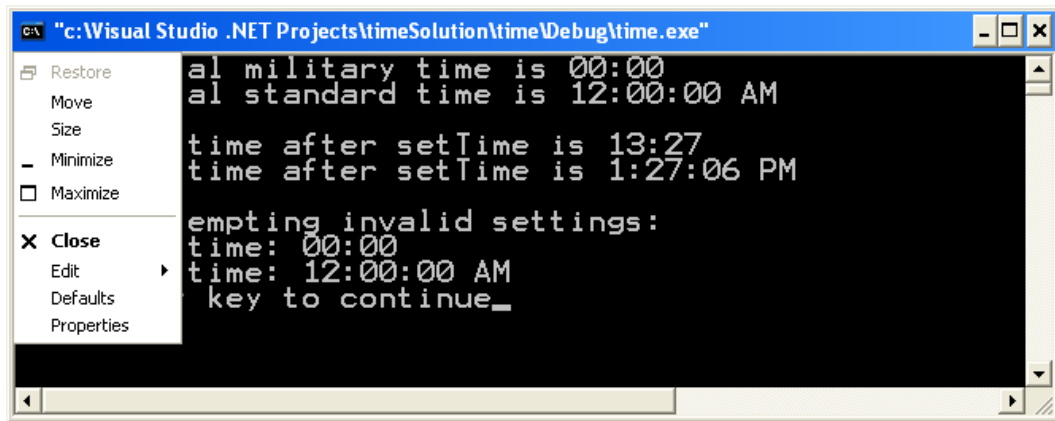 "c:\Visual Studio .NET Projects\timeSolution\time\Debug\time.exe"
Restore
Move
Size
Minimize
Maximize
Close
Edit
Defaults
Properties
al military time is 00:00
al standard time is 12:00:00 AM
time after setTime is 13:27
time after setTime is 1:27:06 PM
empting invalid settings:
time: 00:00
time: 12:00:00 AM
key to continue_